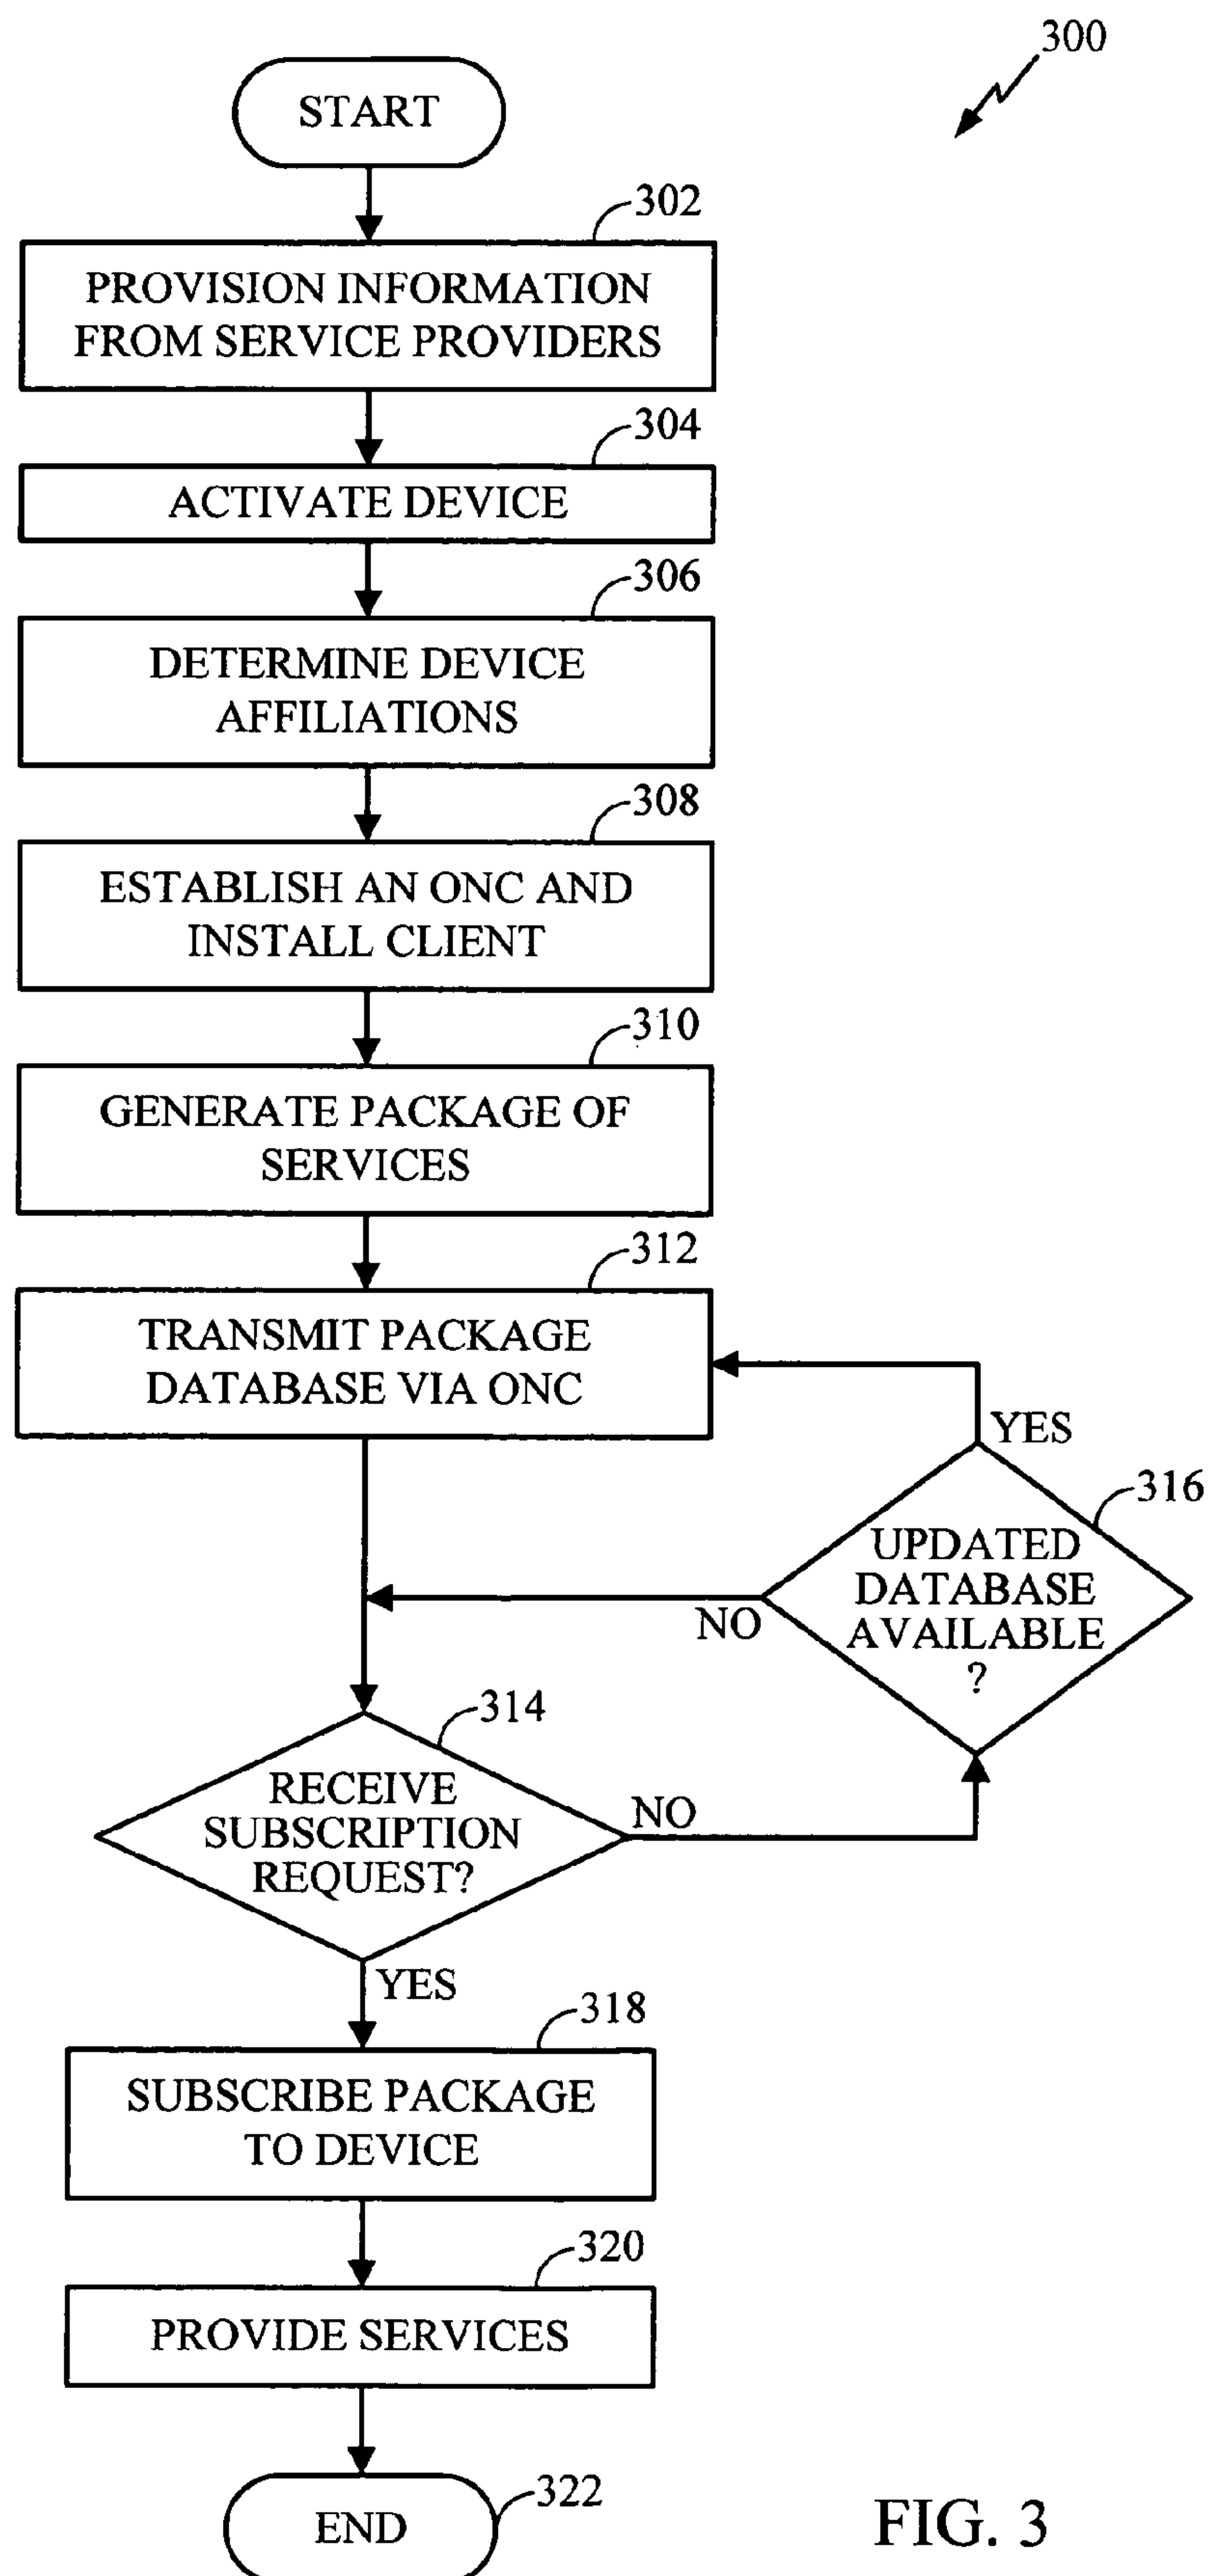 300
START
302
PROVISION INFORMATION
FROM SERVICE PROVIDERS
304
ACTIVATE DEVICE
306
DETERMINE DEVICE
AFFILIATIONS
308
ESTABLISH AN ONC AND
INSTALL CLIENT
310
GENERATE PACKAGE OF
SERVICES
312
TRANSMIT PACKAGE
DATABASE VIA ONC
YES
316
UPDATED
DATABASE
AVAILABLE
?
NO
314
RECEIVE
SUBSCRIPTION
REQUEST?
NO
YES
318
SUBSCRIBE PACKAGE
TO DEVICE
320
PROVIDE SERVICES
322
END
FIG. 3